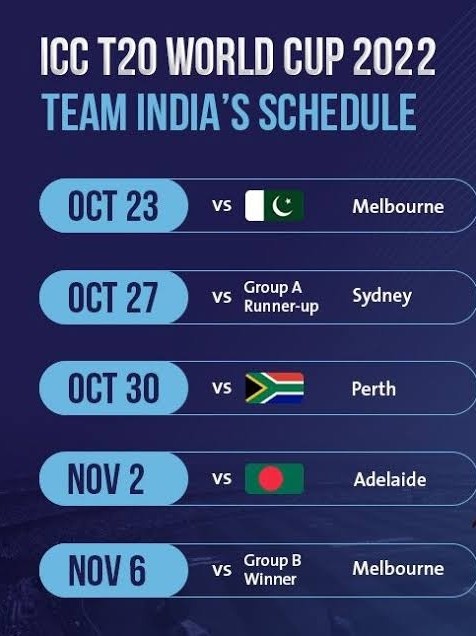 ICC T20 WORLD CUP 2022
TEAM INDIA'S SCHEDULE
OCT 23 vs Melbourne
OCT 27 vs Group A Runner-up Sydney
OCT 30 vs Perth
NOV 2 vs Adelaide
NOV 6 vs Group B Winner Melbourne